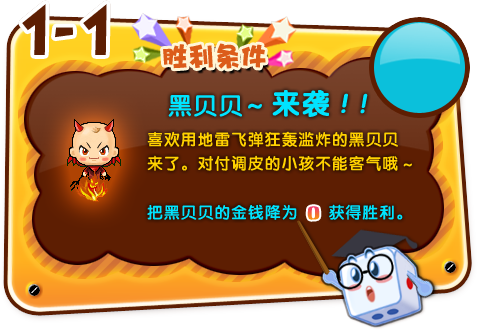 1-1
胜利条件
黑贝贝~来袭！！
喜欢用地雷飞弹狂轰滥炸的黑贝贝
来了。对付调皮的小孩不能客气哦~
把黑贝贝的金钱降为 0 获得胜利。